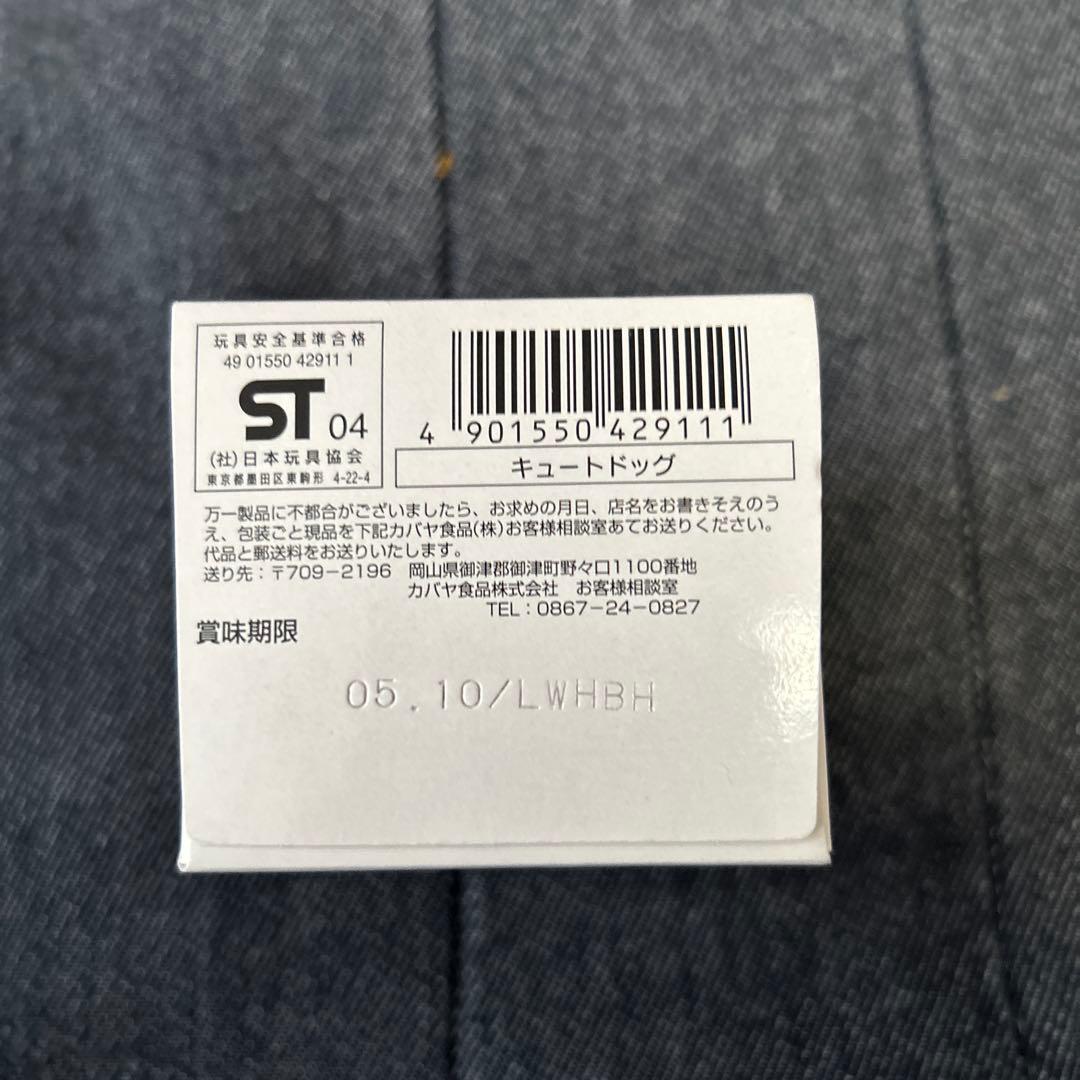 玩具安全基準合格
49 01550 42911 1
ST 04
(社)日本玩具協会
東京都墨田区東駒形 4-22-4
4 901550 429111
キュートドッグ
万一製品に不都合がございましたら、お求めの月日、店名をお書きそえのう
え、包装ごと現品を下記カバヤ食品(株)お客様相談室あてお送りください。
代品と郵送料をお送りいたします。
送り先：〒709−2196 岡山県御津郡御津町野々口1100番地
カバヤ食品株式会社 お客様相談室
TEL：0867−24−0827
賞味期限
05.10/LWHBH